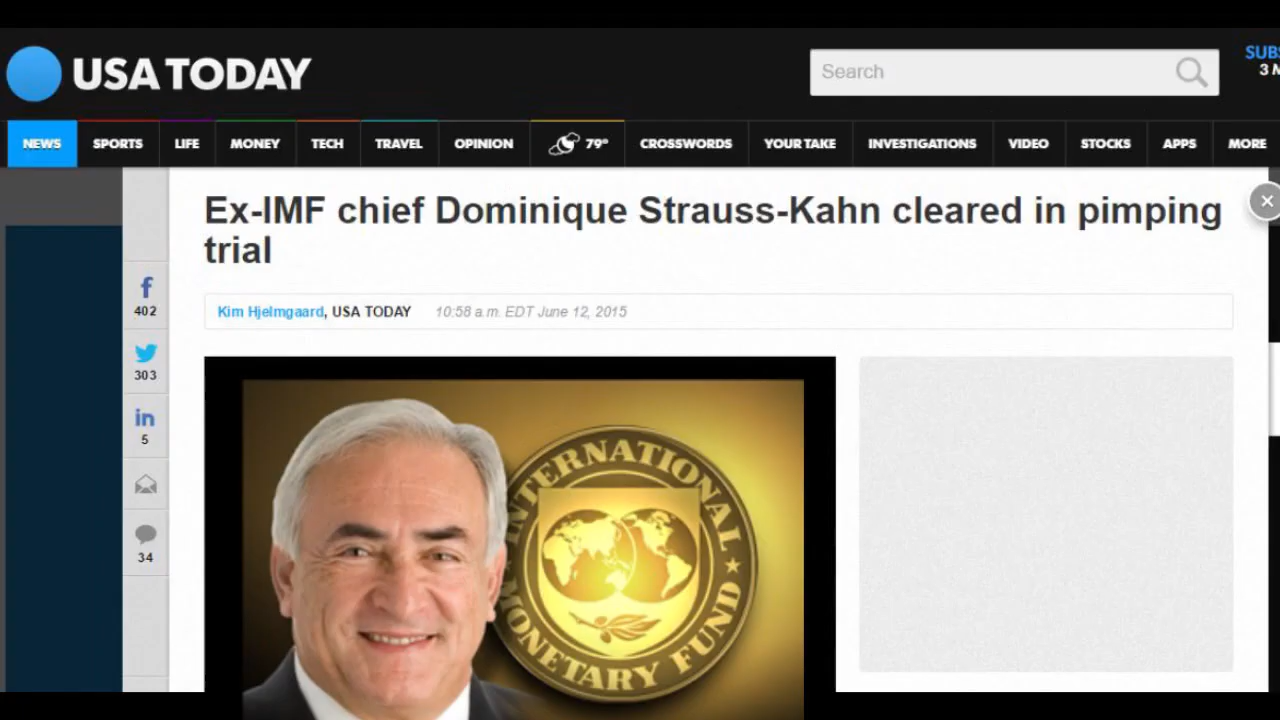 USA TODAY
Search
SUBS
3 M
NEWS SPORTS LIFE MONEY TECH TRAVEL OPINION 79° CROSSWORDS YOUR TAKE INVESTIGATIONS VIDEO STOCKS APPS MORE
Ex-IMF chief Dominique Strauss-Kahn cleared in pimping
trial
Kim Hjelmgaard, USA TODAY 10:58 a.m. EDT June 12, 2015
402
303
in
5
34
INTERNATIONAL
MONETARY FUND